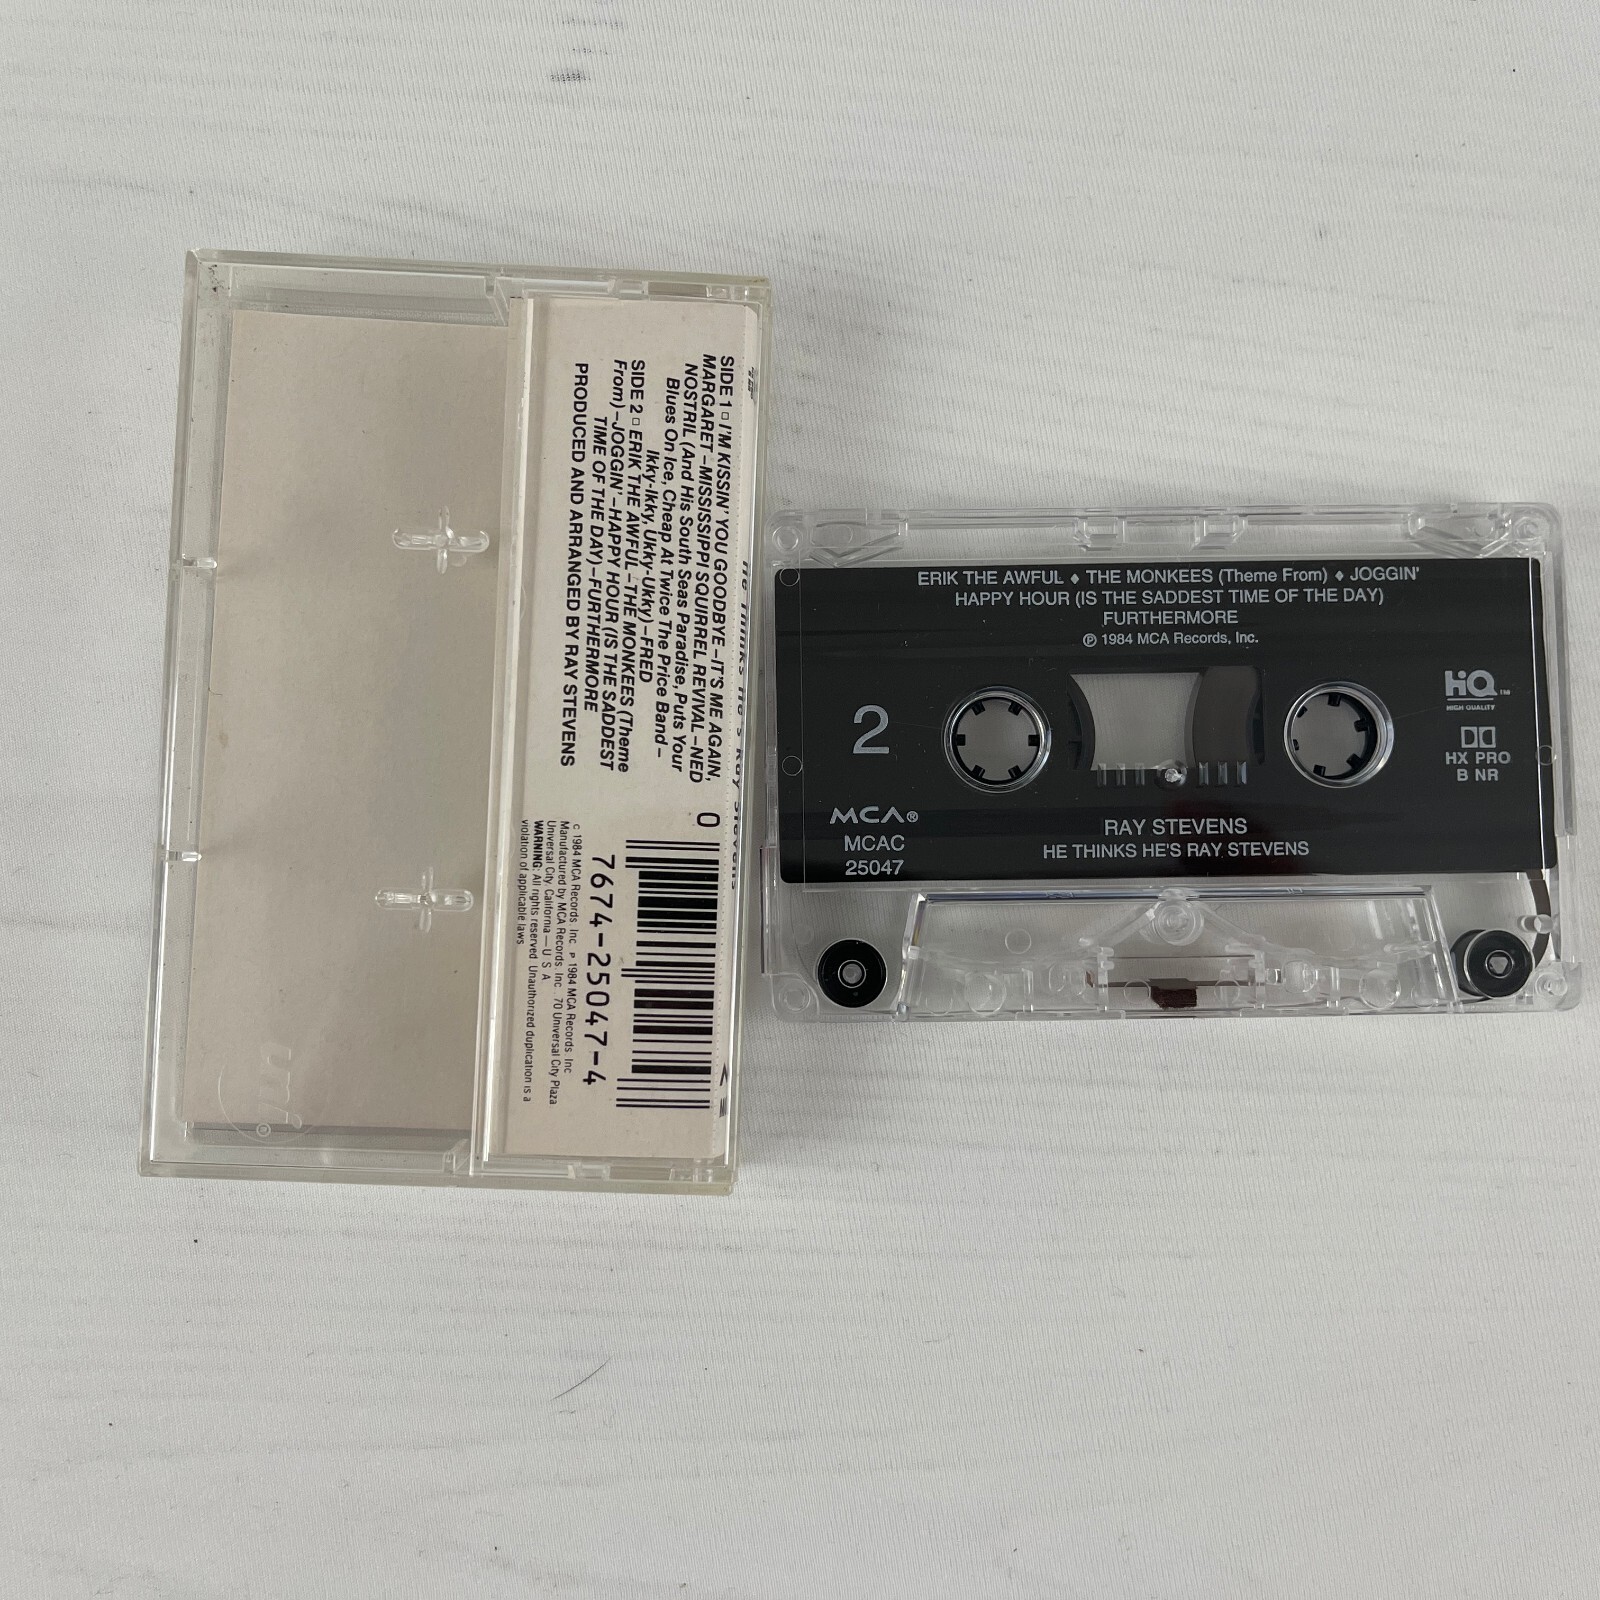 He Thinks He's Ray Stevens
SIDE 1 □ I'M KISSIN' YOU GOODBYE – IT'S ME AGAIN,
MARGARET – MISSISSIPPI SQUIRREL REVIVAL – NED
NOSTRIL (And His South Seas Paradise, Puts Your
Blues On Ice, Cheap At Twice The Price Band –
Ikky-Ikky, Ukky-Ukky) – FRED
SIDE 2 □ ERIK THE AWFUL – THE MONKEES (Theme
From) – JOGGIN' – HAPPY HOUR (IS THE SADDEST
TIME OF THE DAY) – FURTHERMORE
PRODUCED AND ARRANGED BY RAY STEVENS
0
7674-25047-4
© 1984 MCA Records, Inc. ℗ 1984 MCA Records, Inc
Manufactured by MCA Records, Inc., 70 Universal City Plaza
Universal City, California — U S A
WARNING: All rights reserved. Unauthorized duplication is a
violation of applicable laws
uni®
ERIK THE AWFUL ♦ THE MONKEES (Theme From) ♦ JOGGIN'
HAPPY HOUR (IS THE SADDEST TIME OF THE DAY)
FURTHERMORE
℗ 1984 MCA Records, Inc.
2
HiQ™
HIGH QUALITY
HX PRO
B NR
MCA®
MCAC
25047
RAY STEVENS
HE THINKS HE'S RAY STEVENS